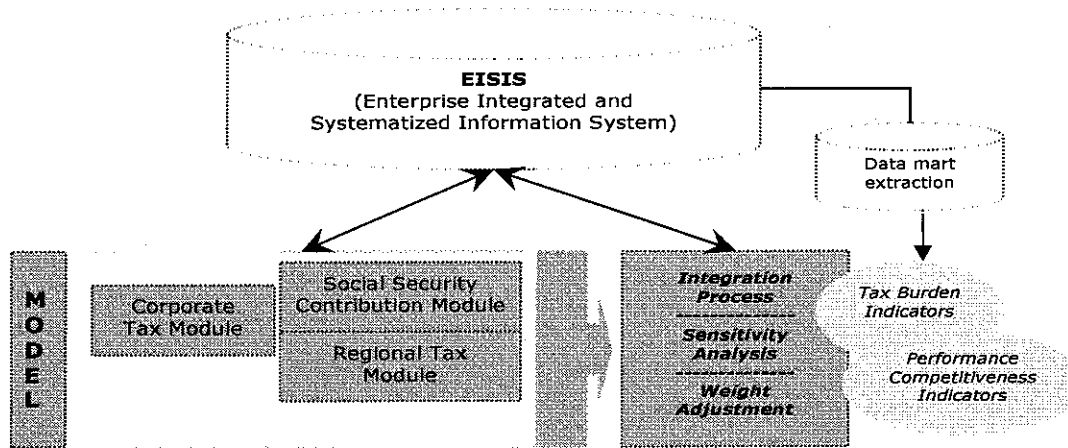 EISIS
(Enterprise Integrated and
Systematized Information System)
Data mart
extraction
MODEL
Corporate
Tax Module
Social Security
Contribution Module
Regional Tax
Module
Integration
Process
Sensitivity
Analysis
Weight
Adjustment
Tax Burden
Indicators
Performance
Competitiveness
Indicators